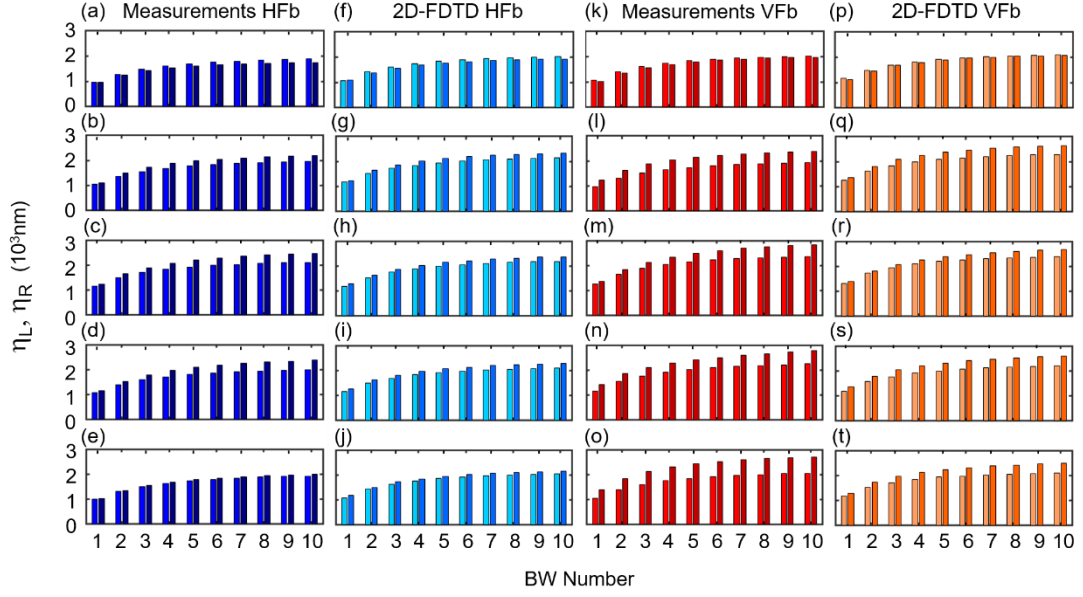 (a) Measurements HFb (f) 2D-FDTD HFb (k) Measurements VFb (p) 2D-FDTD VFb
3
2
1
0
(b) (g) (l) (q)
3
2
1
0
(c) (h) (m) (r)
3
2
1
0
(d) (i) (n) (s)
3
2
1
0
(e) (j) (o) (t)
3
2
1
0
η_L, η_R (10³nm)
1 2 3 4 5 6 7 8 9 10 1 2 3 4 5 6 7 8 9 10 1 2 3 4 5 6 7 8 9 10 1 2 3 4 5 6 7 8 9 10
BW Number